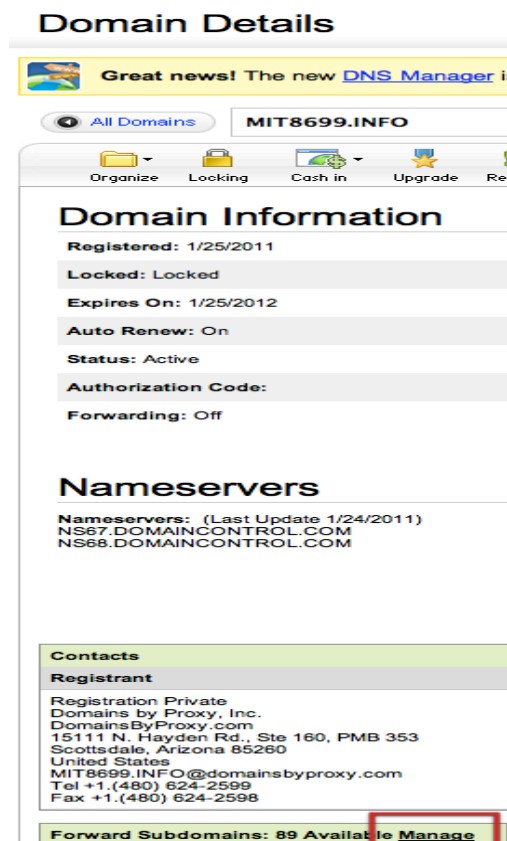 Domain Details
Great news! The new DNS Manager i
All Domains MIT8699.INFO
Organize Locking Cash in Upgrade Re
Domain Information
Registered: 1/25/2011
Locked: Locked
Expires On: 1/25/2012
Auto Renew: On
Status: Active
Authorization Code:
Forwarding: Off
Nameservers
Nameservers: (Last Update 1/24/2011)
NS67.DOMAINCONTROL.COM
NS68.DOMAINCONTROL.COM
Contacts
Registrant
Registration Private
Domains by Proxy, Inc.
DomainsByProxy.com
15111 N. Hayden Rd., Ste 160, PMB 353
Scottsdale, Arizona 85260
United States
MIT8699.INFO@domainsbyproxy.com
Tel +1.(480) 624-2599
Fax +1.(480) 624-2598
Forward Subdomains: 89 Available Manage